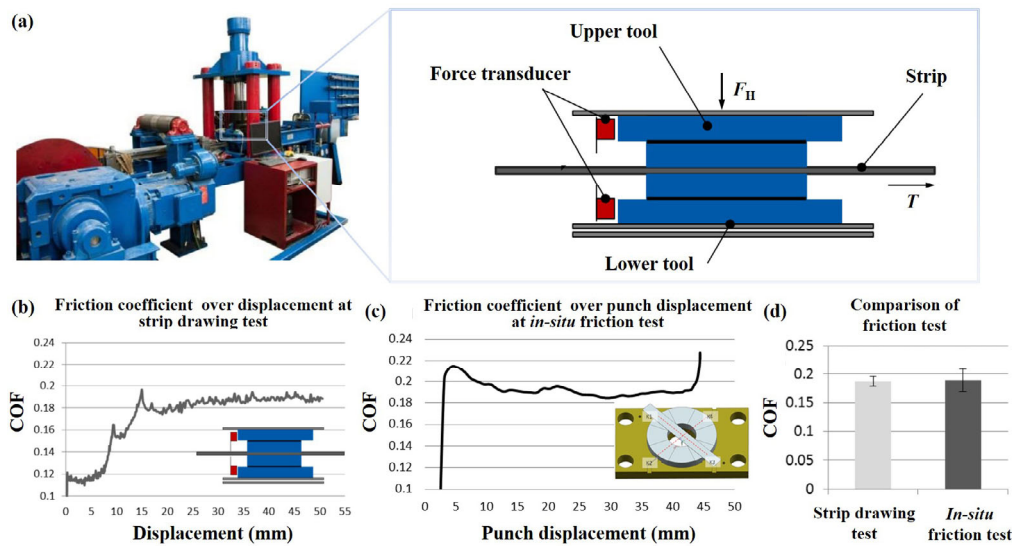 (a)
Upper tool
Force transducer
FII
Strip
T
Lower tool
(b)
Friction coefficient over displacement at
strip drawing test
COF
0.24
0.22
0.2
0.18
0.16
0.14
0.12
0.1
0 5 10 15 20 25 30 35 40 45 50 55
Displacement (mm)
(c)
Friction coefficient over punch displacement
at in-situ friction test
COF
0.24
0.22
0.20
0.18
0.16
0.14
0.12
0.1
0 5 10 15 20 25 30 35 40 45 50
Punch displacement (mm)
(d)
Comparison of
friction test
COF
0.25
0.2
0.15
0.1
0.05
0
Strip drawing
test
In-situ
friction test